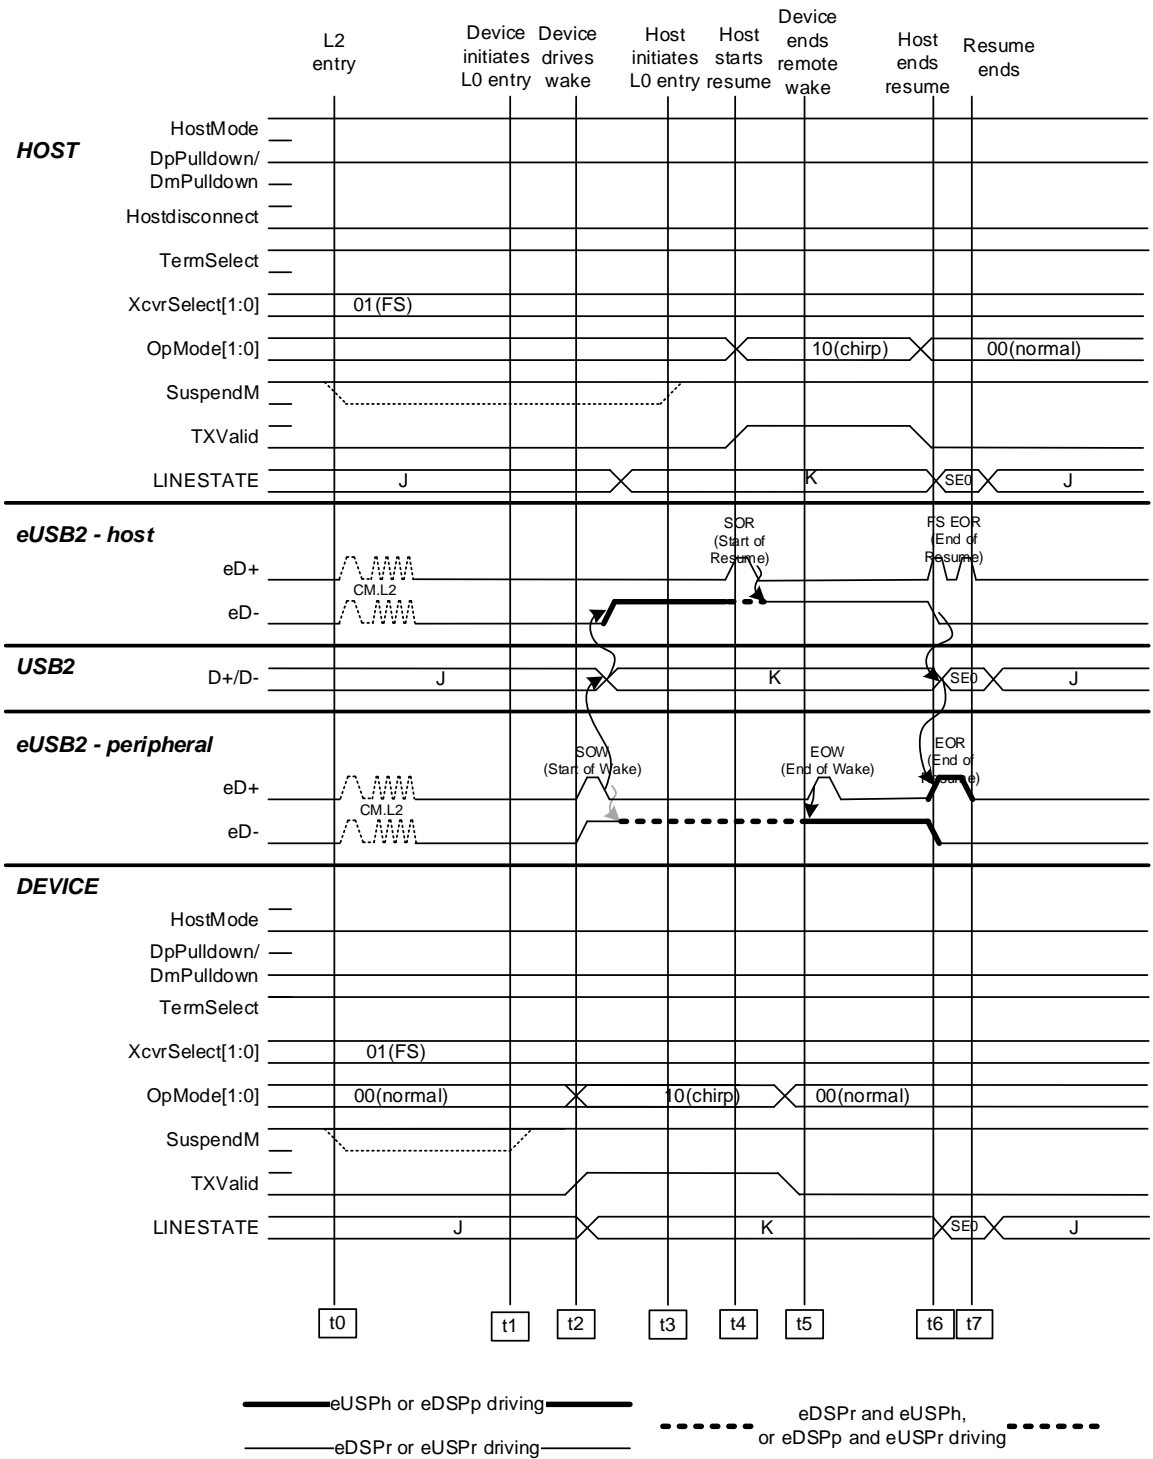 L2
entry
Device
initiates
L0 entry
Device
drives
wake
Host
initiates
L0 entry
Host
starts
resume
Device
ends
remote
wake
Host
ends
resume
Resume
ends
HOST
HostMode
DpPulldown/
DmPulldown
Hostdisconnect
TermSelect
XcvrSelect[1:0]
01(FS)
OpMode[1:0]
10(chirp)
00(normal)
SuspendM
TXValid
LINESTATE
J
K
SE0
J
eUSB2 - host
SOR
(Start of
Resume)
FS EOR
(End of
Resume)
eD+
CM.L2
eD-
USB2
D+/D-
J
K
SE0
J
eUSB2 - peripheral
SOW
(Start of Wake)
EOW
(End of Wake)
EOR
(End of
Resume)
eD+
CM.L2
eD-
DEVICE
HostMode
DpPulldown/
DmPulldown
TermSelect
XcvrSelect[1:0]
01(FS)
OpMode[1:0]
00(normal)
10(chirp)
00(normal)
SuspendM
TXValid
LINESTATE
J
K
SE0
J
t0
t1
t2
t3
t4
t5
t6
t7
eUSPh or eDSPp driving
eDSPr or eUSPr driving
eDSPr and eUSPh,
or eDSPp and eUSPr driving